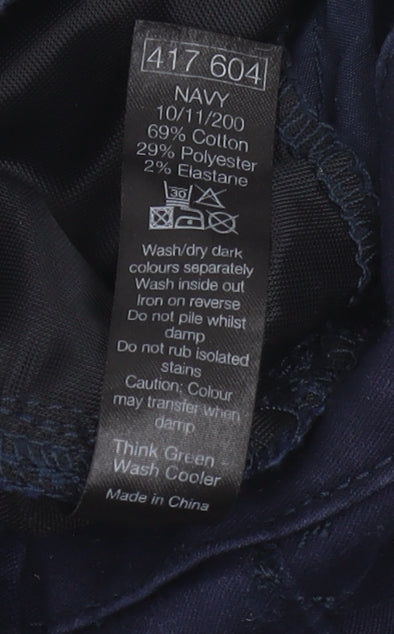 417 604
NAVY
10/11/200
69% Cotton
29% Polyester
2% Elastane
30
Wash/dry dark
colours separately
Wash inside out
Iron on reverse
Do not pile whilst
damp
Do not rub isolated
stains
Caution: Colour
may transfer when
damp
Think Green -
Wash Cooler
Made in China